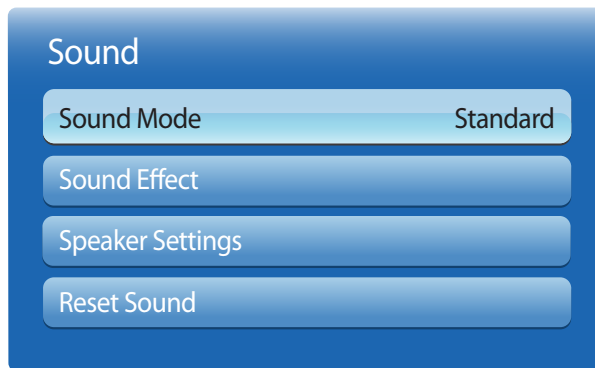 Sound
Sound Mode Standard
Sound Effect
Speaker Settings
Reset Sound